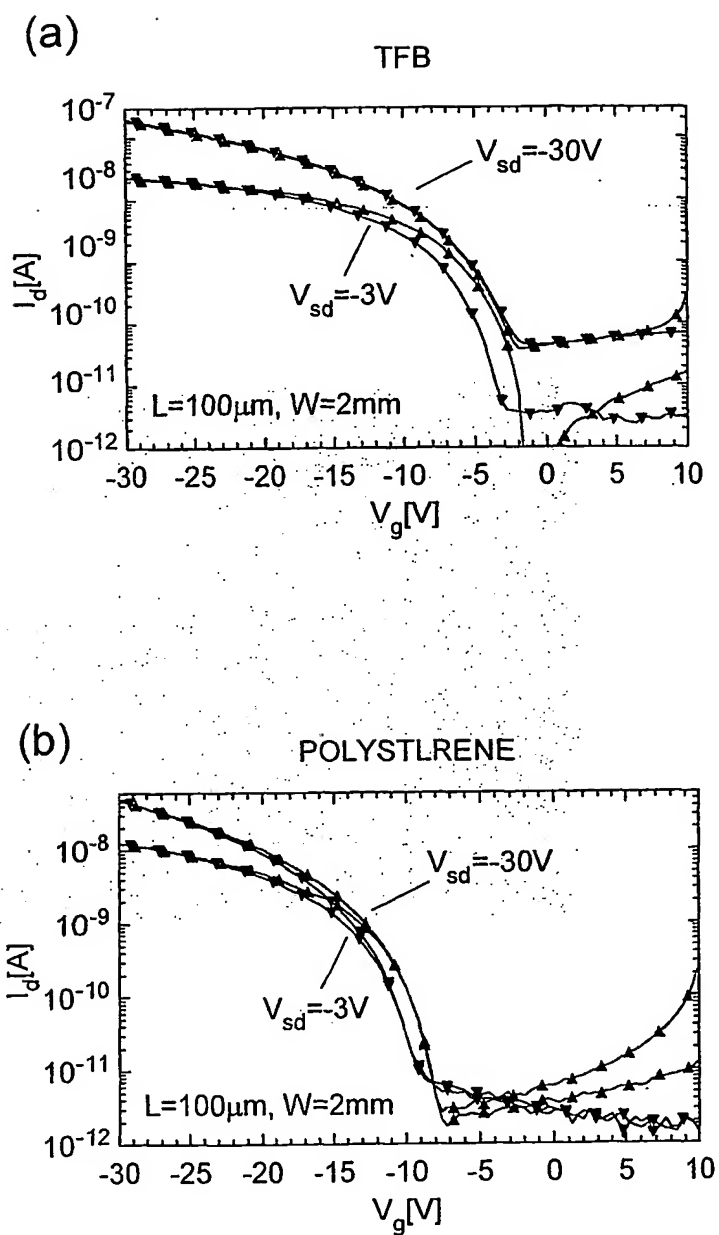 (a)
TFB
10-7
10-8
10-9
10-10
10-11
10-12
Id[A]
Vsd=-30V
Vsd=-3V
L=100μm, W=2mm
-30 -25 -20 -15 -10 -5 0 5 10
Vg[V]
(b)
POLYSTLRENE
10-8
10-9
10-10
10-11
10-12
Id[A]
Vsd=-30V
Vsd=-3V
L=100μm, W=2mm
-30 -25 -20 -15 -10 -5 0 5 10
Vg[V]